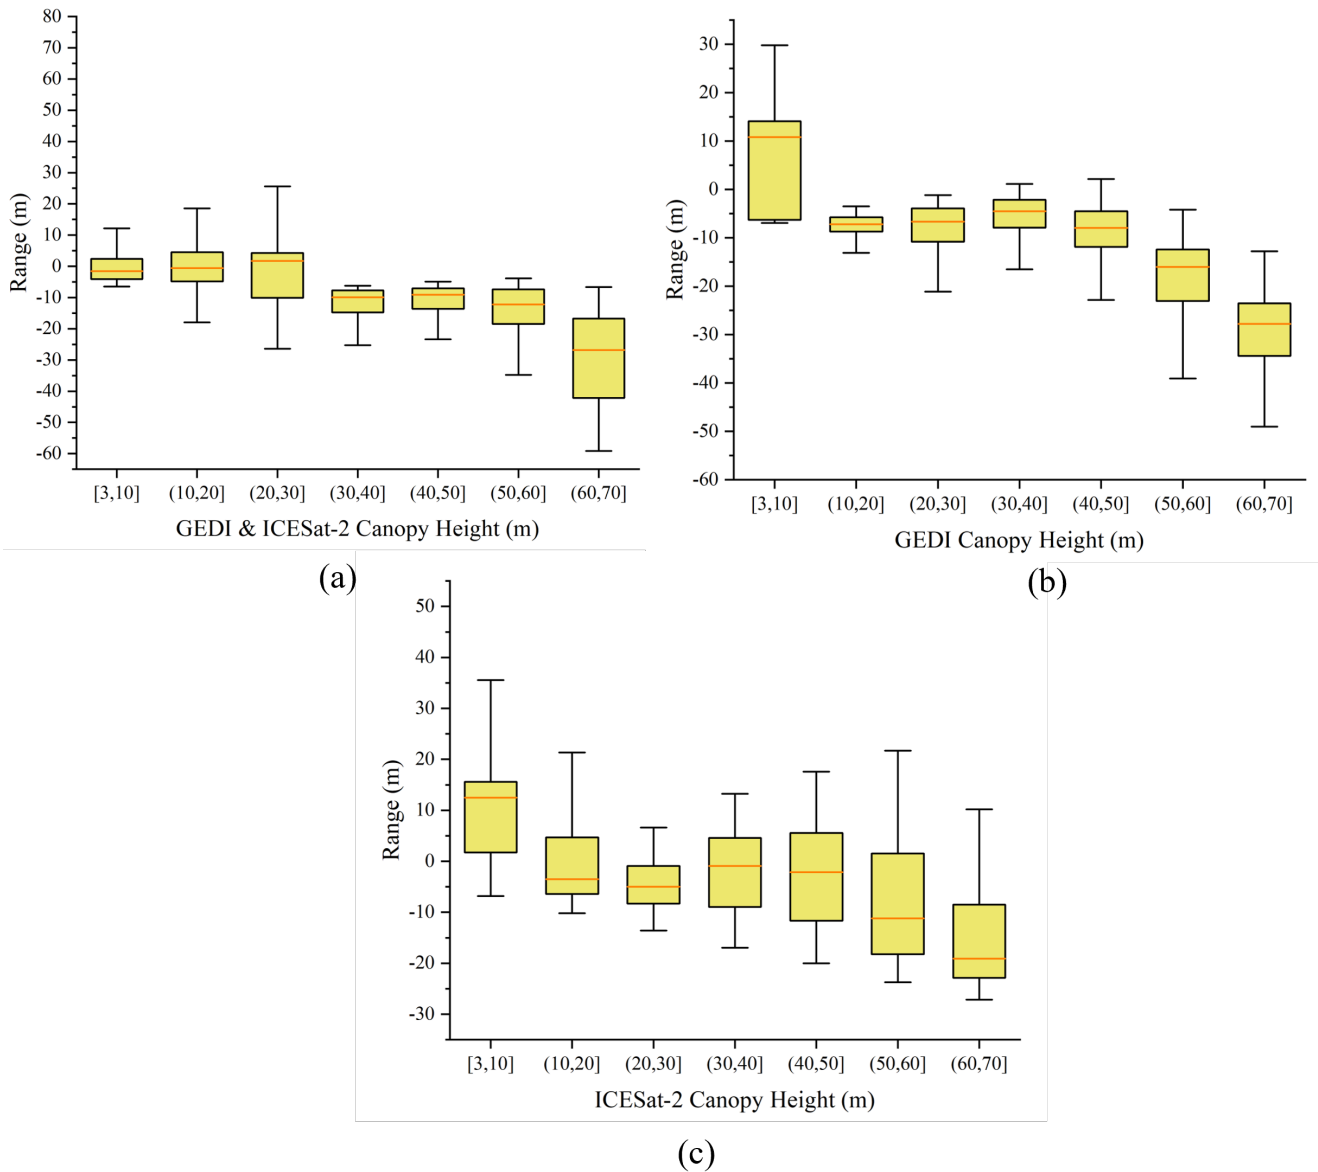 80
70
60
50
40
30
20
10
0
-10
-20
-30
-40
-50
-60
Range (m)
[3,10] (10,20] (20,30] (30,40] (40,50] (50,60] (60,70]
GEDI & ICESat-2 Canopy Height (m)
(a)
30
20
10
0
-10
-20
-30
-40
-50
-60
Range (m)
[3,10] (10,20] (20,30] (30,40] (40,50] (50,60] (60,70]
GEDI Canopy Height (m)
(b)
50
40
30
20
10
0
-10
-20
-30
Range (m)
[3,10] (10,20] (20,30] (30,40] (40,50] (50,60] (60,70]
ICESat-2 Canopy Height (m)
(c)